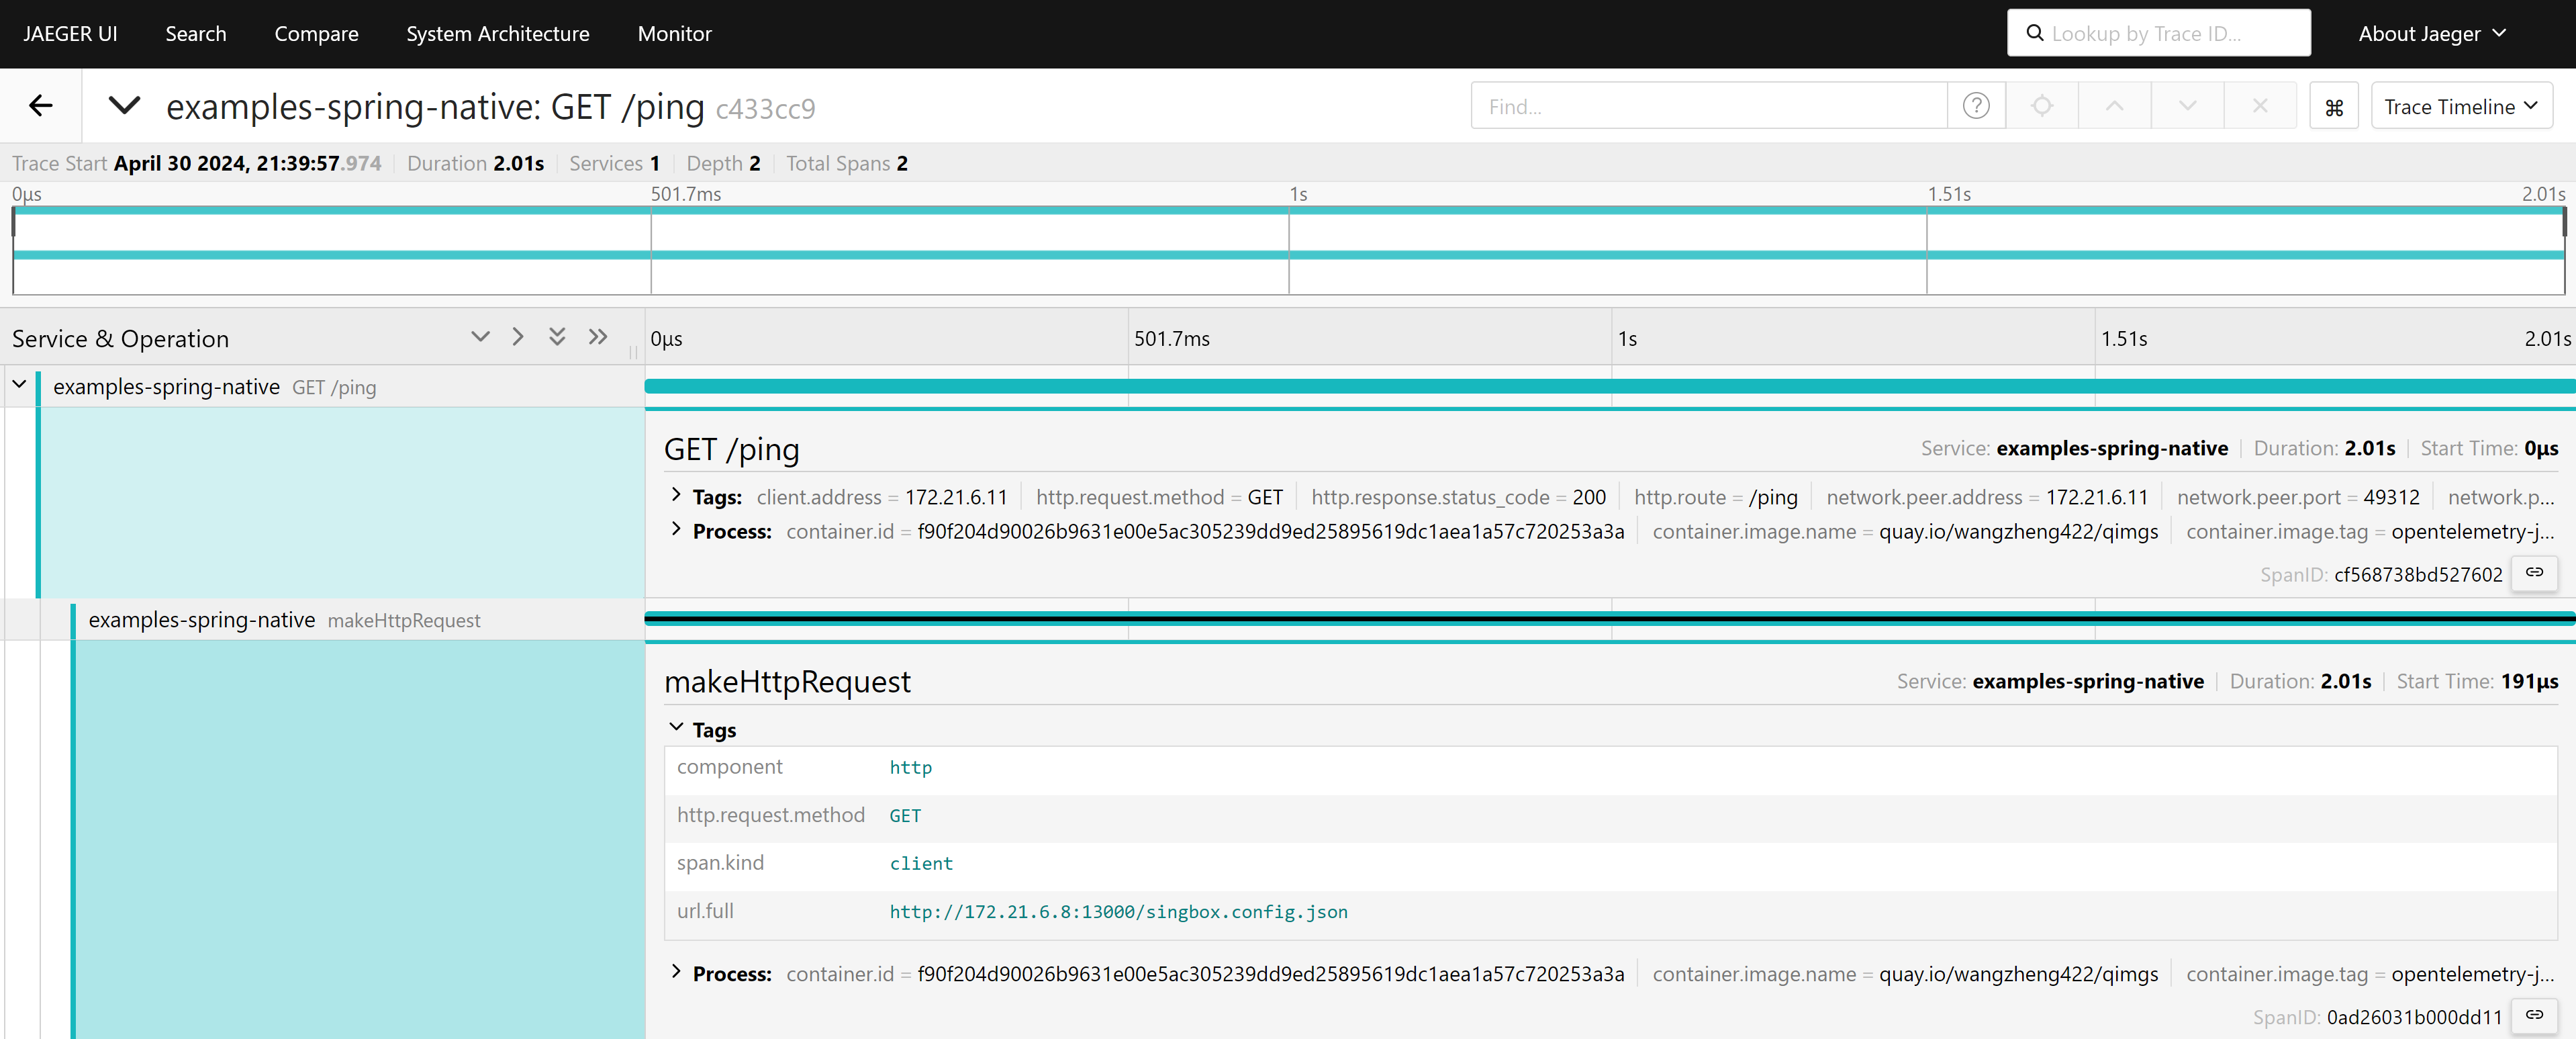 JAEGER UI Search Compare System Architecture Monitor Lookup by Trace ID... About Jaeger
examples-spring-native: GET /ping c433cc9 Find... ? ⌘ Trace Timeline
Trace Start April 30 2024, 21:39:57.974 Duration 2.01s Services 1 Depth 2 Total Spans 2
0μs 501.7ms 1s 1.51s 2.01s
Service & Operation 0μs 501.7ms 1s 1.51s 2.01s
examples-spring-native GET /ping
GET /ping Service: examples-spring-native Duration: 2.01s Start Time: 0μs
Tags: client.address = 172.21.6.11 http.request.method = GET http.response.status_code = 200 http.route = /ping network.peer.address = 172.21.6.11 network.peer.port = 49312 network.p...
Process: container.id = f90f204d90026b9631e00e5ac305239dd9ed25895619dc1aea1a57c720253a3a container.image.name = quay.io/wangzheng422/qimgs container.image.tag = opentelemetry-j...
SpanID: cf568738bd527602
examples-spring-native makeHttpRequest
makeHttpRequest Service: examples-spring-native Duration: 2.01s Start Time: 191μs
Tags
component http
http.request.method GET
span.kind client
url.full http://172.21.6.8:13000/singbox.config.json
Process: container.id = f90f204d90026b9631e00e5ac305239dd9ed25895619dc1aea1a57c720253a3a container.image.name = quay.io/wangzheng422/qimgs container.image.tag = opentelemetry-j...
SpanID: 0ad26031b000dd11